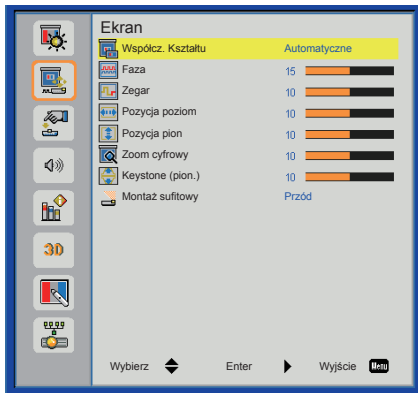 Ekran
Współcz. Kształtu Automatyczne
Faza 15
Zegar 10
Pozycja poziom 10
Pozycja pion 10
Zoom cyfrowy 10
Keystone (pion.) 10
Montaż sufitowy Przód
3D
Wybierz Enter Wyjście Menu